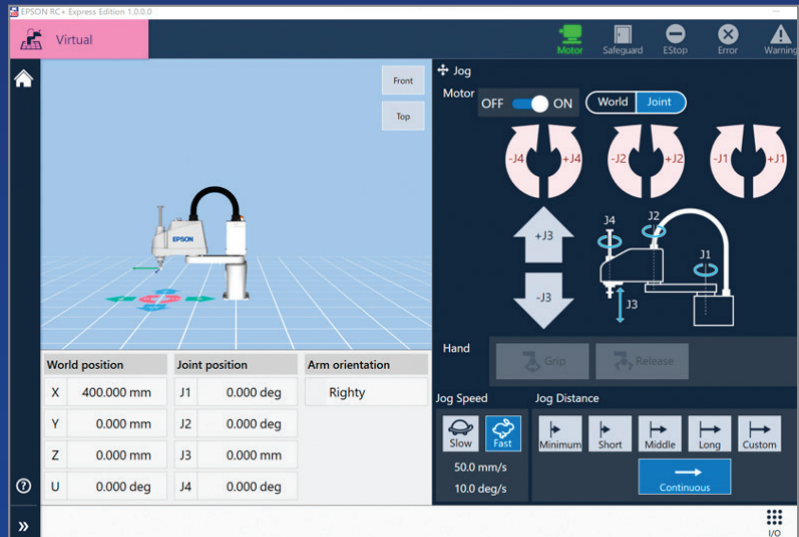 EPSON RC+ Express Edition 1.0.0.0
Virtual
Motor
Safeguard
EStop
Error
Warning
Front
Top
EPSON
World position
Joint position
Arm orientation
X 400.000 mm
J1 0.000 deg
Righty
Y 0.000 mm
J2 0.000 deg
Z 0.000 mm
J3 0.000 mm
U 0.000 deg
J4 0.000 deg
Jog
Motor
OFF
ON
World
Joint
-J4
+J4
-J2
+J2
-J1
+J1
+J3
-J3
J4
J2
J1
J3
Hand
Grip
Release
Jog Speed
Slow
Fast
50.0 mm/s
10.0 deg/s
Jog Distance
Minimum
Short
Middle
Long
Custom
Continuous
I/O